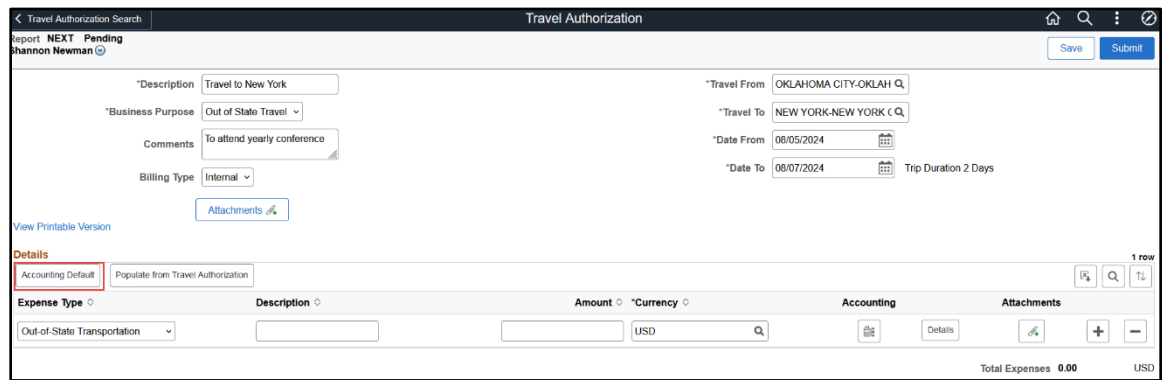 Travel Authorization Search
Travel Authorization
Report NEXT Pending
Shannon Newman
Save
Submit
*Description Travel to New York
*Travel From OKLAHOMA CITY-OKLAH
*Business Purpose Out of State Travel
*Travel To NEW YORK-NEW YORK (
Comments To attend yearly conference
*Date From 08/05/2024
*Date To 08/07/2024 Trip Duration 2 Days
Billing Type Internal
Attachments
View Printable Version
Details
1 row
Accounting Default
Populate from Travel Authorization
Expense Type Description Amount *Currency Accounting Attachments
Out-of-State Transportation USD Details
Total Expenses 0.00 USD